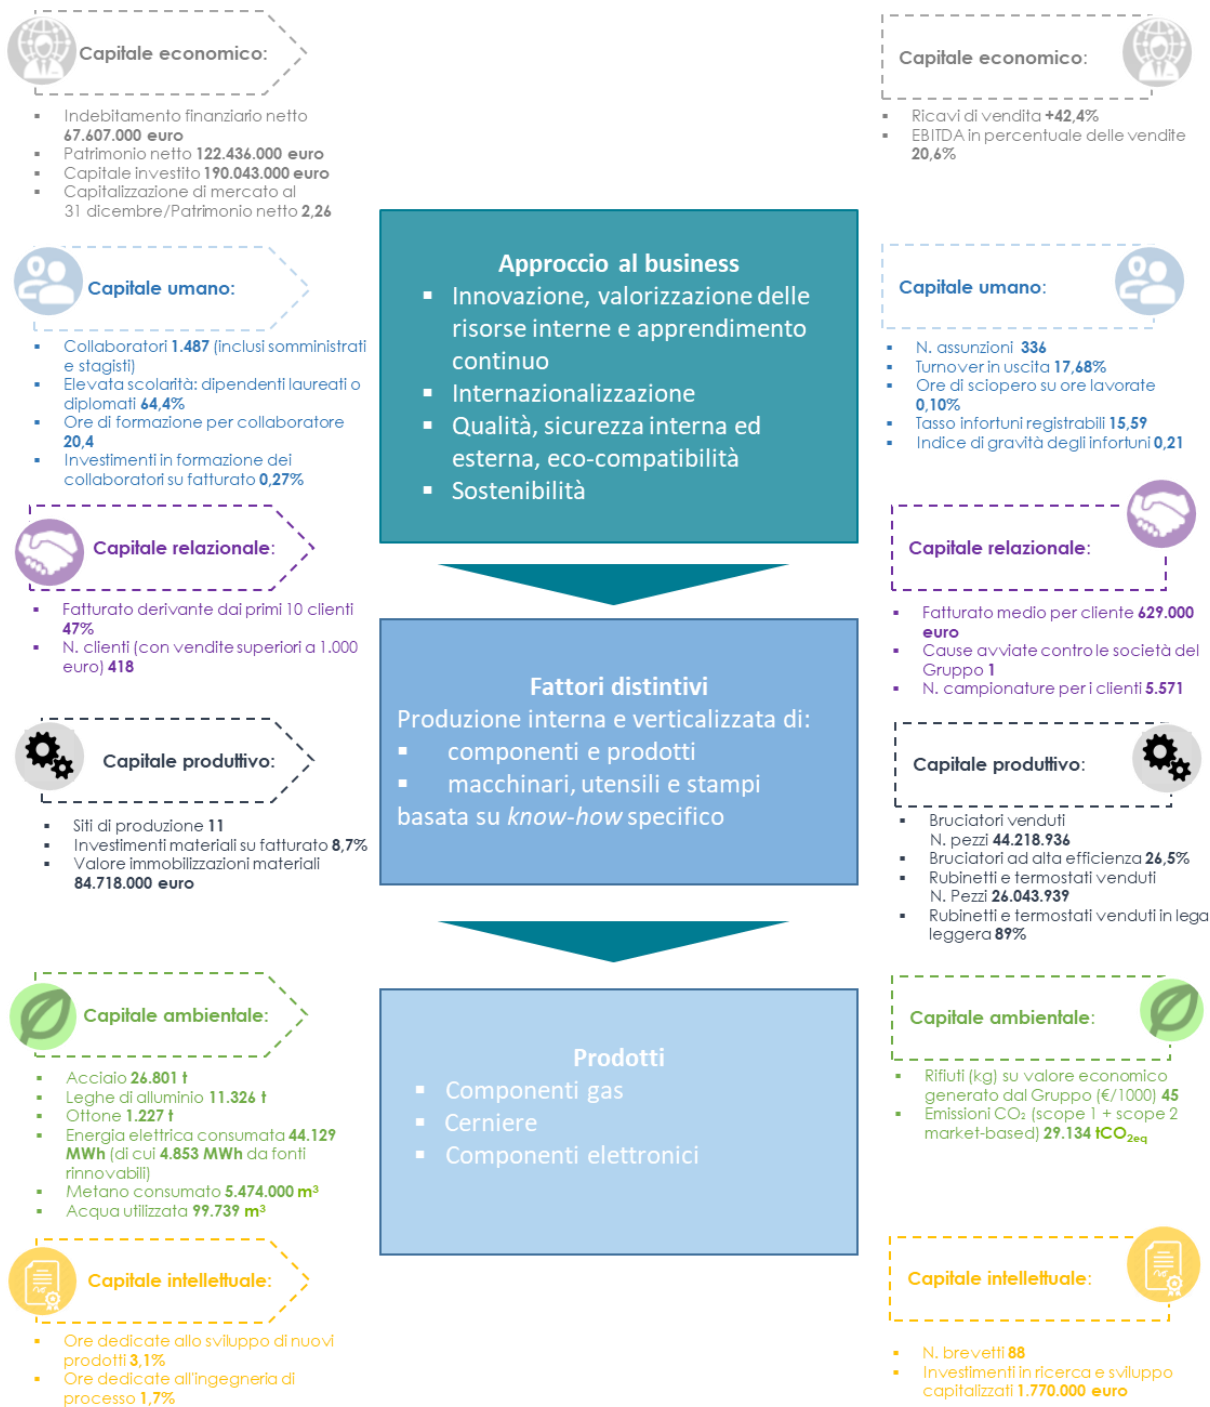 Capitale economico:
▪ Indebitamento finanziario netto
67.607.000 euro
▪ Patrimonio netto 122.436.000 euro
▪ Capitale investito 190.043.000 euro
▪ Capitalizzazione di mercato al
31 dicembre/Patrimonio netto 2,26
Capitale umano:
▪ Collaboratori 1.487 (inclusi somministrati
e stagisti)
▪ Elevata scolarità: dipendenti laureati o
diplomati 64,4%
▪ Ore di formazione per collaboratore
20,4
▪ Investimenti in formazione dei
collaboratori su fatturato 0,27%
Capitale relazionale:
▪ Fatturato derivante dai primi 10 clienti
47%
▪ N. clienti (con vendite superiori a 1.000
euro) 418
Capitale produttivo:
▪ Siti di produzione 11
▪ Investimenti materiali su fatturato 8,7%
▪ Valore immobilizzazioni materiali
84.718.000 euro
Capitale ambientale:
▪ Acciaio 26.801 t
▪ Leghe di alluminio 11.326 t
▪ Ottone 1.227 t
▪ Energia elettrica consumata 44.129
MWh (di cui 4.853 MWh da fonti
rinnovabili)
▪ Metano consumato 5.474.000 m³
▪ Acqua utilizzata 99.739 m³
Capitale intellettuale:
▪ Ore dedicate allo sviluppo di nuovi
prodotti 3,1%
▪ Ore dedicate all'ingegneria di
processo 1,7%
Approccio al business
▪ Innovazione, valorizzazione delle
risorse interne e apprendimento
continuo
▪ Internazionalizzazione
▪ Qualità, sicurezza interna ed
esterna, eco-compatibilità
▪ Sostenibilità
Fattori distintivi
Produzione interna e verticalizzata di:
▪ componenti e prodotti
▪ macchinari, utensili e stampi
basata su know-how specifico
Prodotti
▪ Componenti gas
▪ Cerniere
▪ Componenti elettronici
Capitale economico:
▪ Ricavi di vendita +42,4%
▪ EBITDA in percentuale delle vendite
20,6%
Capitale umano:
▪ N. assunzioni 336
▪ Turnover in uscita 17,68%
▪ Ore di sciopero su ore lavorate
0,10%
▪ Tasso infortuni registrabili 15,59
▪ Indice di gravità degli infortuni 0,21
Capitale relazionale:
▪ Fatturato medio per cliente 629.000
euro
▪ Cause avviate contro le società del
Gruppo 1
▪ N. campionature per i clienti 5.571
Capitale produttivo:
▪ Bruciatori venduti
N. pezzi 44.218.936
▪ Bruciatori ad alta efficienza 26,5%
▪ Rubinetti e termostati venduti
N. Pezzi 26.043.939
▪ Rubinetti e termostati venduti in lega
leggera 89%
Capitale ambientale:
▪ Rifiuti (kg) su valore economico
generato dal Gruppo (€/1000) 45
▪ Emissioni CO₂ (scope 1 + scope 2
market-based) 29.134 tCO₂eq
Capitale intellettuale:
▪ N. brevetti 88
▪ Investimenti in ricerca e sviluppo
capitalizzati 1.770.000 euro